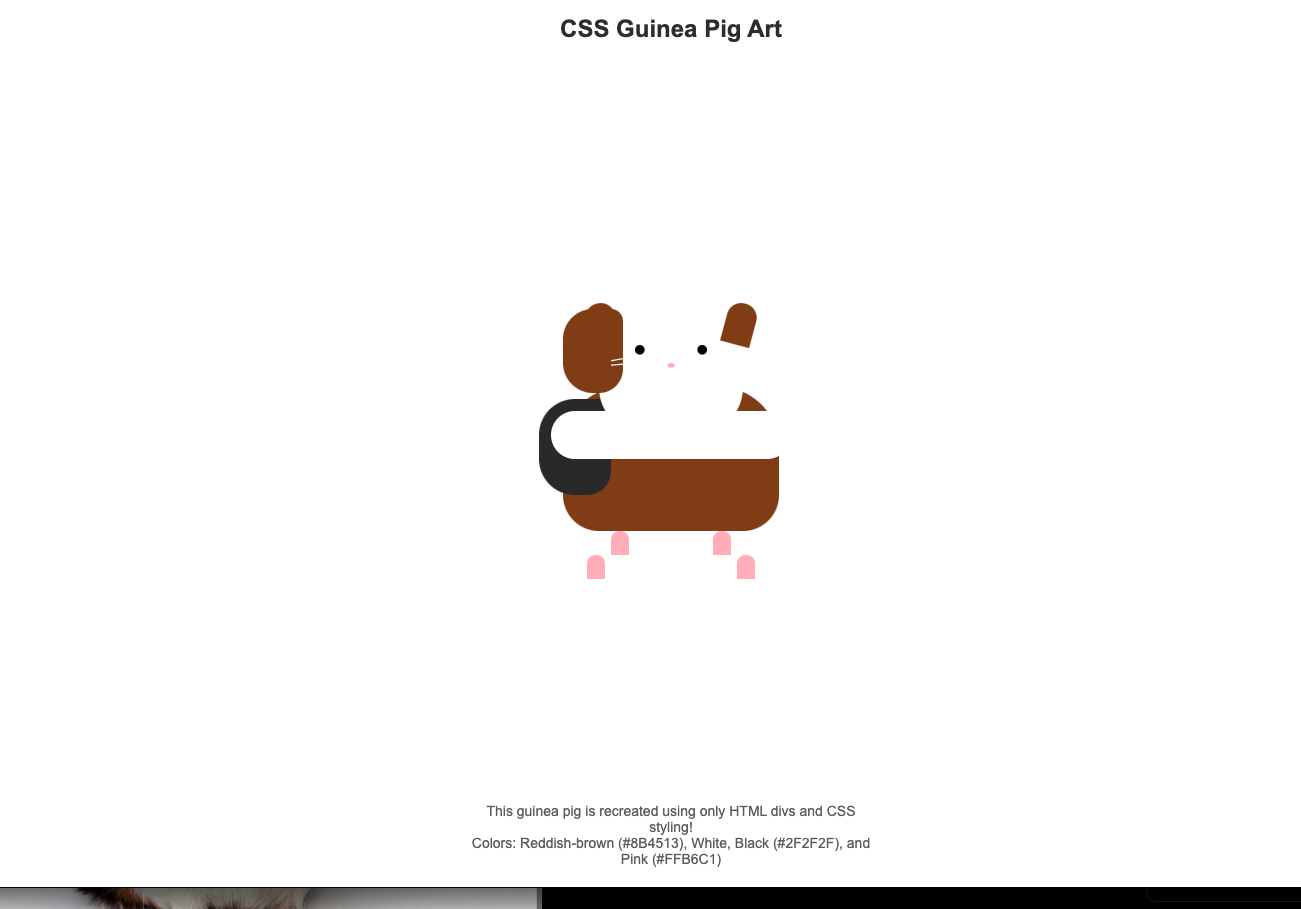 CSS Guinea Pig Art
This guinea pig is recreated using only HTML divs and CSS
styling!
Colors: Reddish-brown (#8B4513), White, Black (#2F2F2F), and
Pink (#FFB6C1)